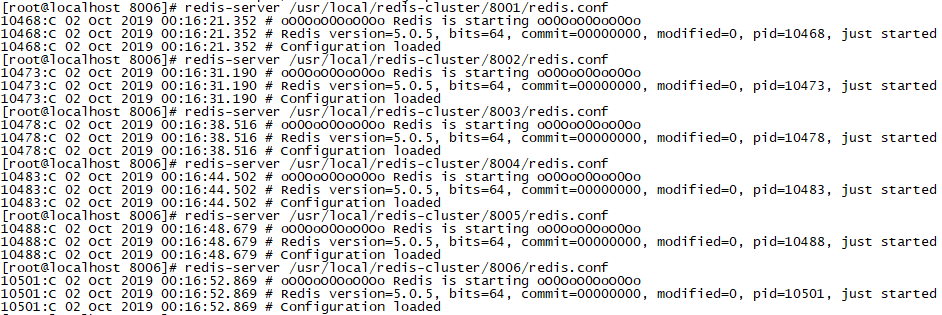 [root@localhost 8006]# redis-server /usr/local/redis-cluster/8001/redis.conf
10468:C 02 Oct 2019 00:16:21.352 # oO0OoO0OoO0Oo Redis is starting oO0OoO0OoO0Oo
10468:C 02 Oct 2019 00:16:21.352 # Redis version=5.0.5, bits=64, commit=00000000, modified=0, pid=10468, just started
10468:C 02 Oct 2019 00:16:21.352 # Configuration loaded
[root@localhost 8006]# redis-server /usr/local/redis-cluster/8002/redis.conf
10473:C 02 Oct 2019 00:16:31.190 # oO0OoO0OoO0Oo Redis is starting oO0OoO0OoO0Oo
10473:C 02 Oct 2019 00:16:31.190 # Redis version=5.0.5, bits=64, commit=00000000, modified=0, pid=10473, just started
10473:C 02 Oct 2019 00:16:31.190 # Configuration loaded
[root@localhost 8006]# redis-server /usr/local/redis-cluster/8003/redis.conf
10478:C 02 Oct 2019 00:16:38.516 # oO0OoO0OoO0Oo Redis is starting oO0OoO0OoO0Oo
10478:C 02 Oct 2019 00:16:38.516 # Redis version=5.0.5, bits=64, commit=00000000, modified=0, pid=10478, just started
10478:C 02 Oct 2019 00:16:38.516 # Configuration loaded
[root@localhost 8006]# redis-server /usr/local/redis-cluster/8004/redis.conf
10483:C 02 Oct 2019 00:16:44.502 # oO0OoO0OoO0Oo Redis is starting oO0OoO0OoO0Oo
10483:C 02 Oct 2019 00:16:44.502 # Redis version=5.0.5, bits=64, commit=00000000, modified=0, pid=10483, just started
10483:C 02 Oct 2019 00:16:44.502 # Configuration loaded
[root@localhost 8006]# redis-server /usr/local/redis-cluster/8005/redis.conf
10488:C 02 Oct 2019 00:16:48.679 # oO0OoO0OoO0Oo Redis is starting oO0OoO0OoO0Oo
10488:C 02 Oct 2019 00:16:48.679 # Redis version=5.0.5, bits=64, commit=00000000, modified=0, pid=10488, just started
10488:C 02 Oct 2019 00:16:48.679 # Configuration loaded
[root@localhost 8006]# redis-server /usr/local/redis-cluster/8006/redis.conf
10501:C 02 Oct 2019 00:16:52.869 # oO0OoO0OoO0Oo Redis is starting oO0OoO0OoO0Oo
10501:C 02 Oct 2019 00:16:52.869 # Redis version=5.0.5, bits=64, commit=00000000, modified=0, pid=10501, just started
10501:C 02 Oct 2019 00:16:52.869 # Configuration loaded